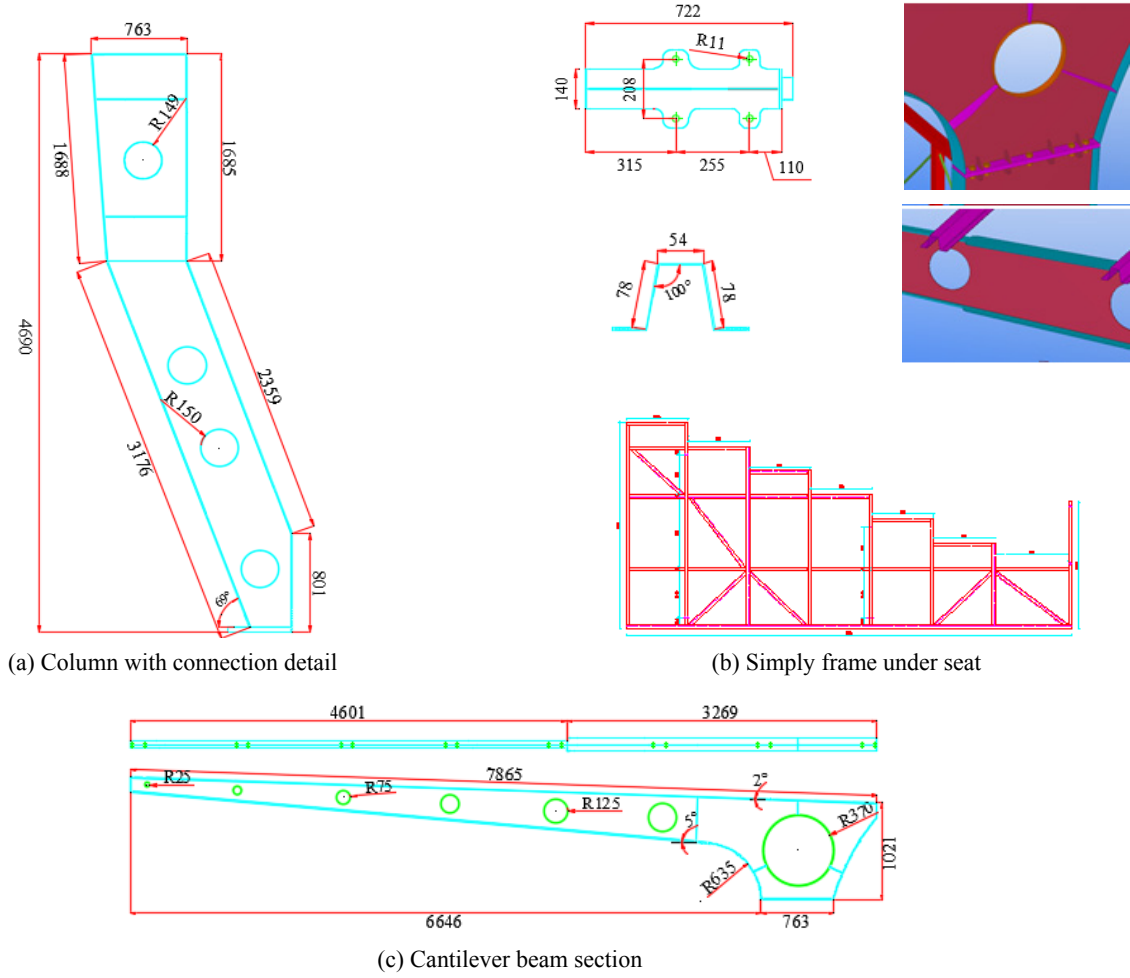 763
R149
1688
1685
4690
2359
R150
3176
801
69°
(a) Column with connection detail
722
R11
140
208
315
255
110
54
78
100°
78
(b) Simply frame under seat
4601
3269
7865
R25
R75
R125
2°
5°
R370
R635
1021
6646
763
(c) Cantilever beam section